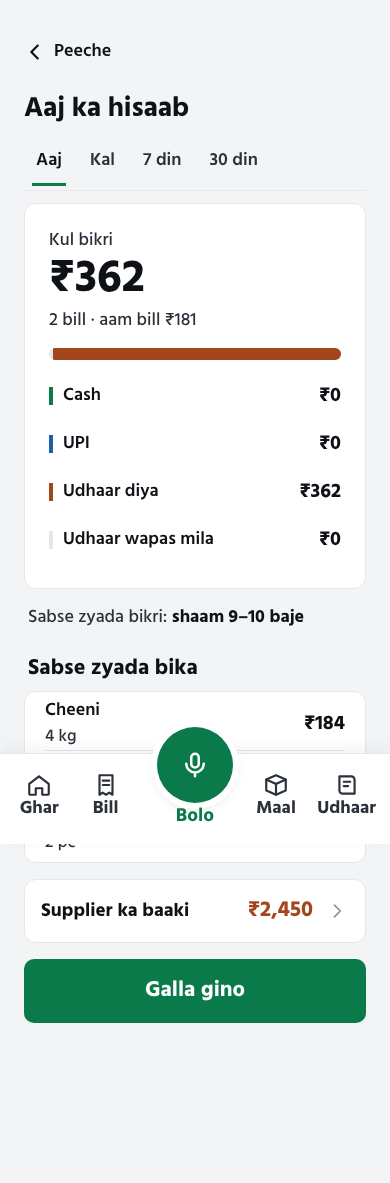 Peeche
Aaj ka hisaab
Aaj Kal 7 din 30 din
Kul bikri
₹362
2 bill · aam bill ₹181
Cash ₹0
UPI ₹0
Udhaar diya ₹362
Udhaar wapas mila ₹0
Sabse zyada bikri: shaam 9–10 baje
Sabse zyada bika
Cheeni ₹184
4 kg
Ghar Bill Bolo Maal Udhaar
Supplier ka baaki ₹2,450
Galla gino